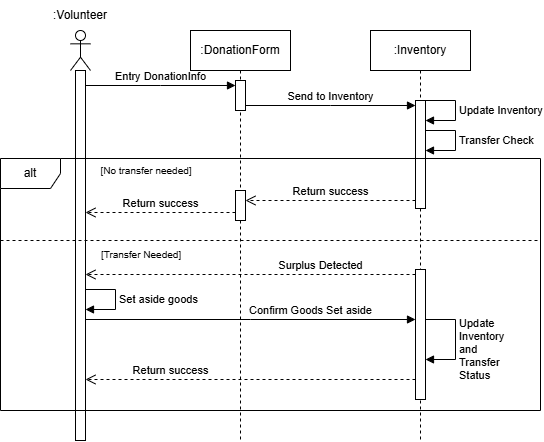 :Volunteer
:DonationForm
:Inventory
Entry DonationInfo
Send to Inventory
Update Inventory
Transfer Check
alt
[No transfer needed]
Return success
Return success
[Transfer Needed]
Surplus Detected
Set aside goods
Confirm Goods Set aside
Update
Inventory
and
Transfer
Status
Return success